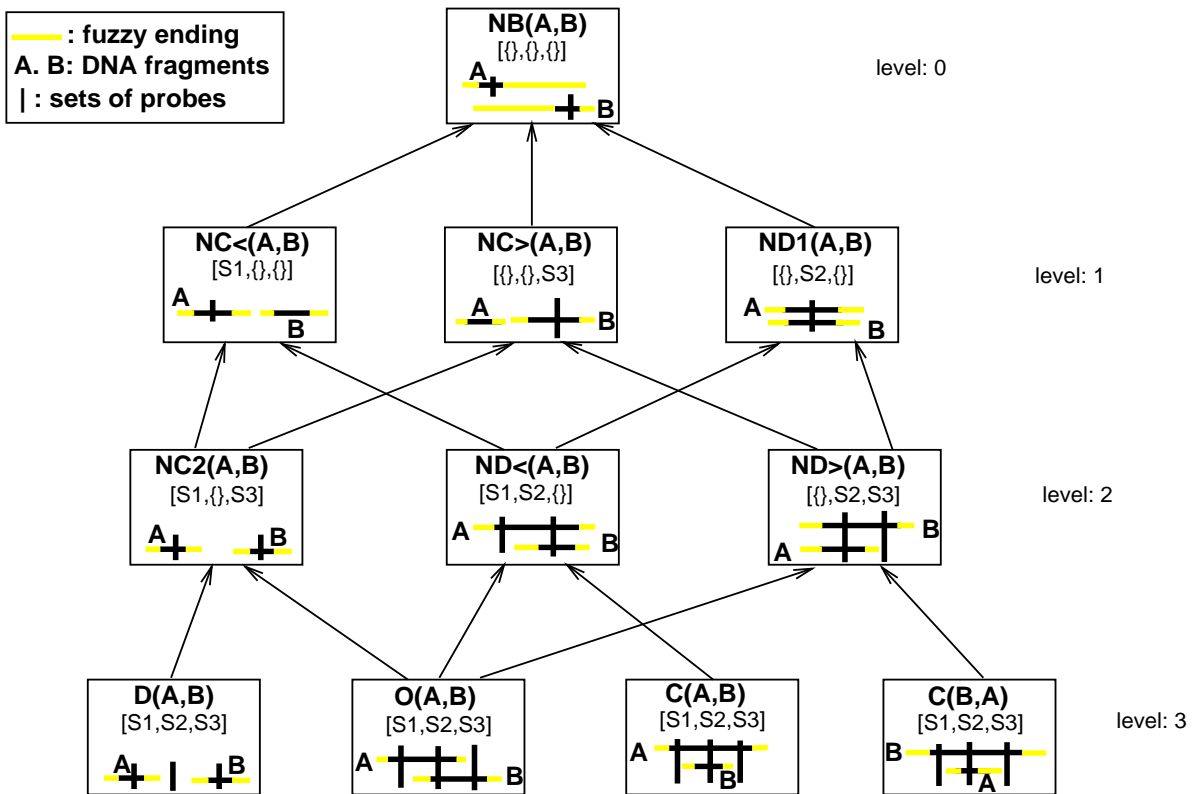 : fuzzy ending
A. B: DNA fragments
| : sets of probes
NB(A,B)
[{},{},{}]
A
B
level: 0
NC<(A,B)
[S1,{},{}]
A
B
NC>(A,B)
[{},{},S3]
A
B
ND1(A,B)
[{},S2,{}]
A
B
level: 1
NC2(A,B)
[S1,{},S3]
A
B
ND<(A,B)
[S1,S2,{}]
A
B
ND>(A,B)
[{},S2,S3]
B
A
level: 2
D(A,B)
[S1,S2,S3]
A
B
O(A,B)
[S1,S2,S3]
A
B
C(A,B)
[S1,S2,S3]
A
B
C(B,A)
[S1,S2,S3]
B
A
level: 3